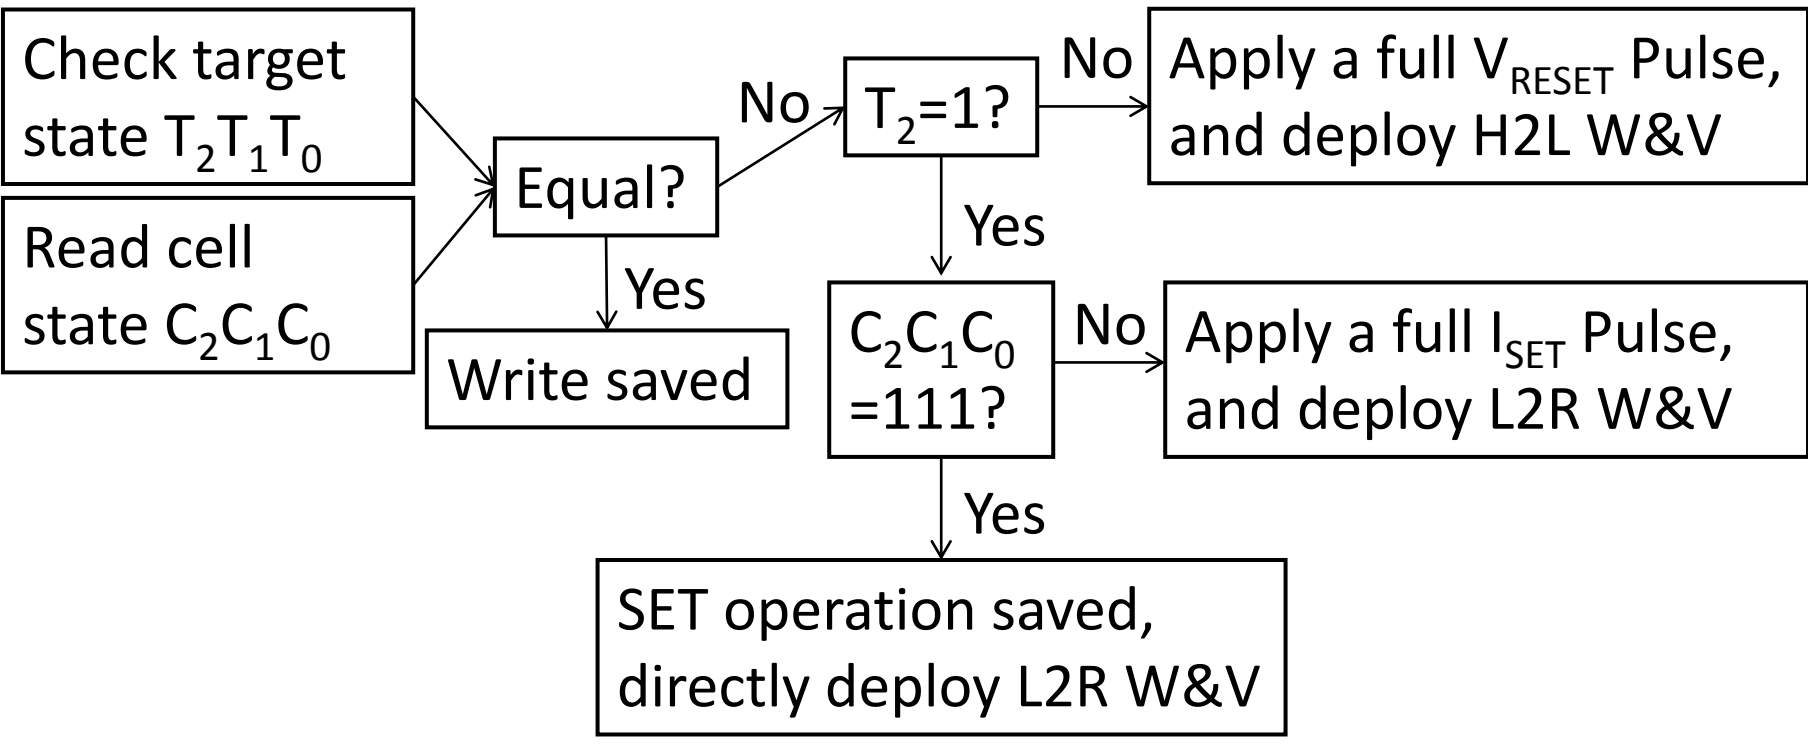 Check target
state T₂T₁T₀
Read cell
state C₂C₁C₀
Equal?
Yes
Write saved
No
T₂=1?
No
Apply a full V_RESET Pulse,
and deploy H2L W&V
Yes
C₂C₁C₀
=111?
No
Apply a full I_SET Pulse,
and deploy L2R W&V
Yes
SET operation saved,
directly deploy L2R W&V